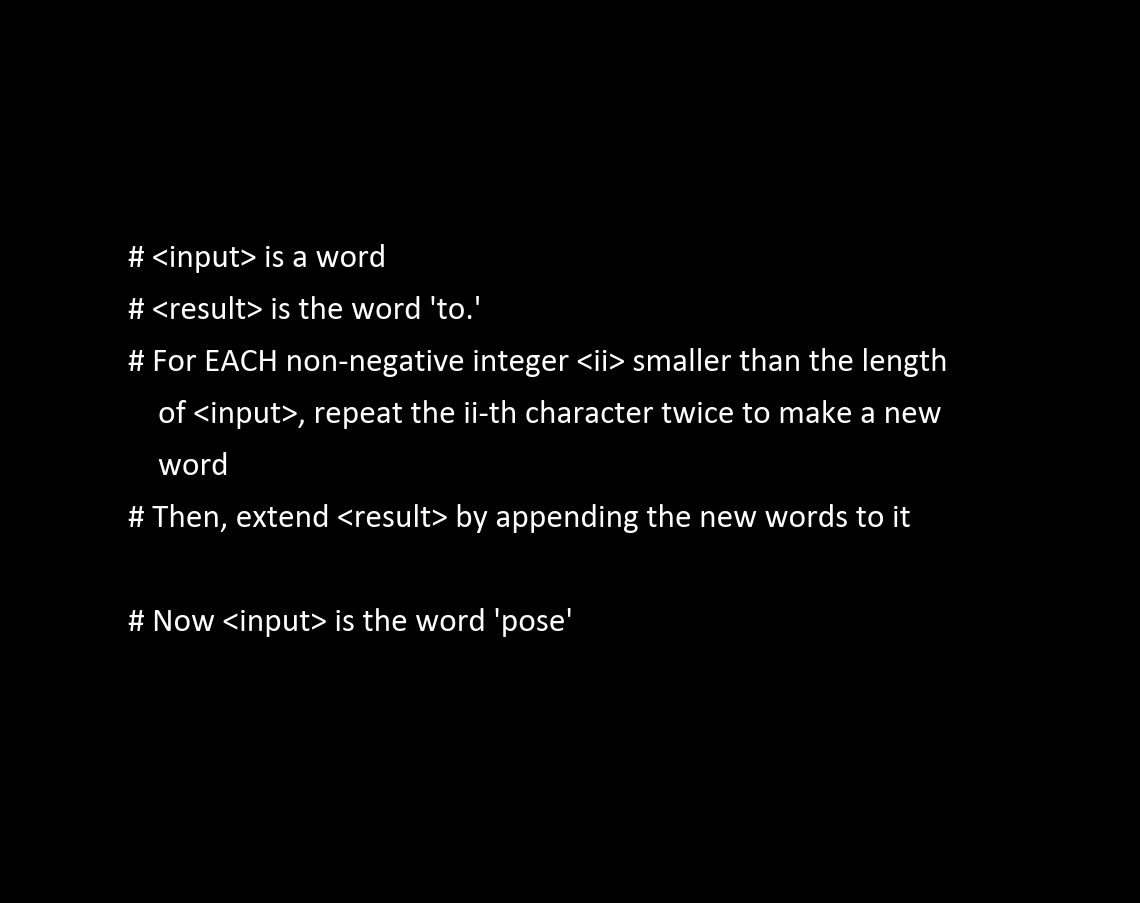 # <input> is a word
# <result> is the word 'to.'
# For EACH non-negative integer <ii> smaller than the length
of <input>, repeat the ii-th character twice to make a new
word
# Then, extend <result> by appending the new words to it
# Now <input> is the word 'pose'